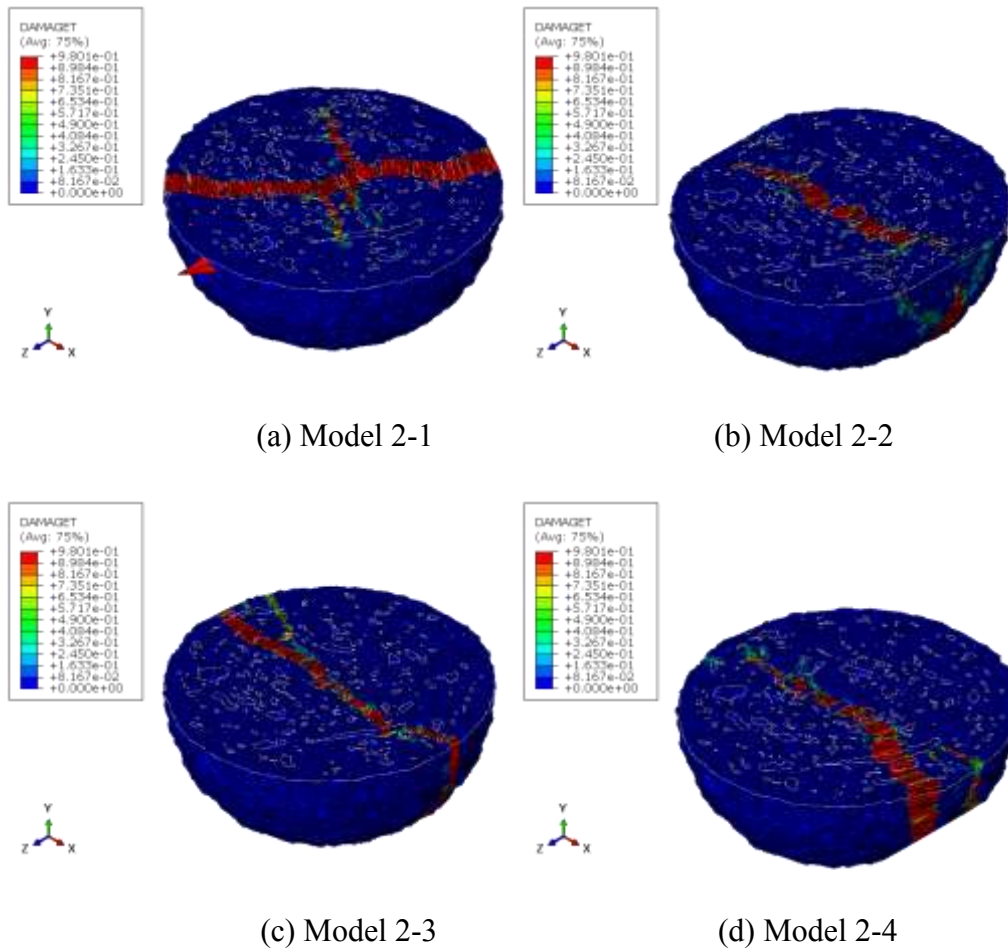 DAMAGET
(Avg: 75%)
+9.801e-01
+8.984e-01
+8.167e-01
+7.351e-01
+6.534e-01
+5.717e-01
+4.900e-01
+4.084e-01
+3.267e-01
+2.450e-01
+1.633e-01
+8.167e-02
+0.000e+00
Y
Z X
(a) Model 2-1
DAMAGET
(Avg: 75%)
+9.801e-01
+8.984e-01
+8.167e-01
+7.351e-01
+6.534e-01
+5.717e-01
+4.900e-01
+4.084e-01
+3.267e-01
+2.450e-01
+1.633e-01
+8.167e-02
+0.000e+00
Y
Z X
(b) Model 2-2
DAMAGET
(Avg: 75%)
+9.801e-01
+8.984e-01
+8.167e-01
+7.351e-01
+6.534e-01
+5.717e-01
+4.900e-01
+4.084e-01
+3.267e-01
+2.450e-01
+1.633e-01
+8.167e-02
+0.000e+00
Y
Z X
(c) Model 2-3
DAMAGET
(Avg: 75%)
+9.801e-01
+8.984e-01
+8.167e-01
+7.351e-01
+6.534e-01
+5.717e-01
+4.900e-01
+4.084e-01
+3.267e-01
+2.450e-01
+1.633e-01
+8.167e-02
+0.000e+00
Y
Z X
(d) Model 2-4